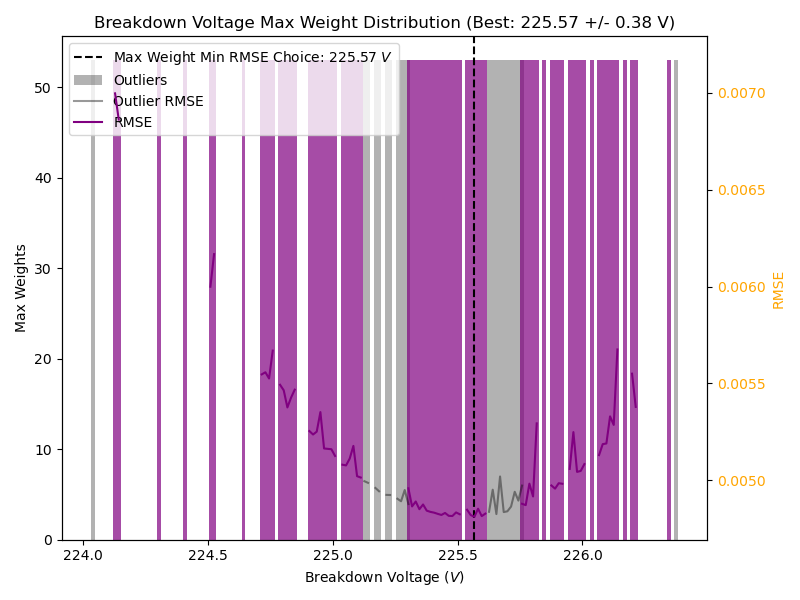 Breakdown Voltage Max Weight Distribution (Best: 225.57 +/- 0.38 V)
Max Weight Min RMSE Choice: 225.57 V
Outliers
Outlier RMSE
RMSE
Max Weights
50
40
30
20
10
0
0.0070
0.0065
0.0060
0.0055
0.0050
RMSE
224.0 224.5 225.0 225.5 226.0
Breakdown Voltage (V)